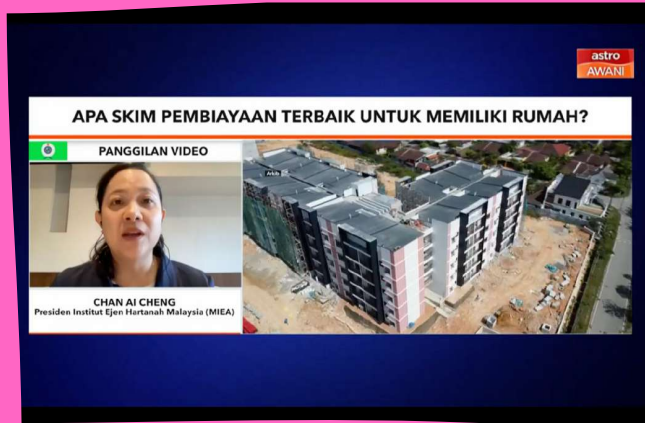 astro
AWANI
APA SKIM PEMBIAYAAN TERBAIK UNTUK MEMILIKI RUMAH?
PANGGILAN VIDEO
Arkib
CHAN AI CHENG
Presiden Institut Ejen Hartanah Malaysia (MIEA)